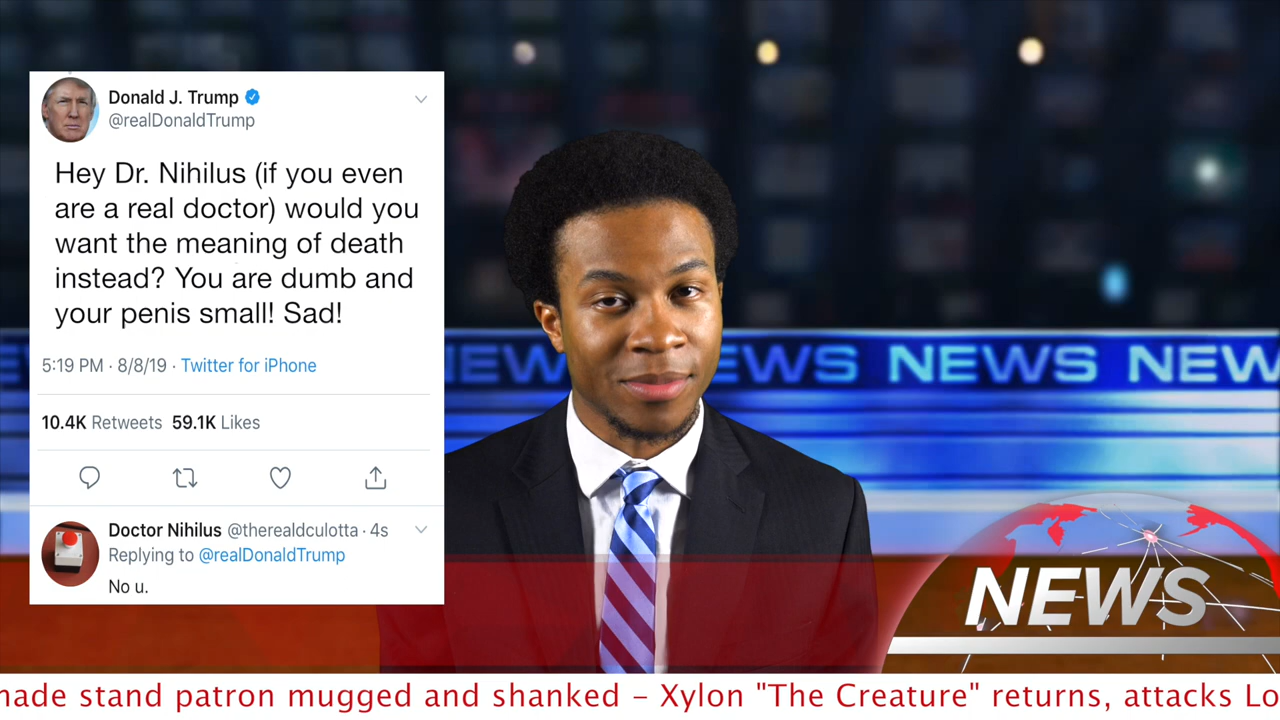 Donald J. Trump
@realDonaldTrump
Hey Dr. Nihilus (if you even
are a real doctor) would you
want the meaning of death
instead? You are dumb and
your penis small! Sad!
5:19 PM · 8/8/19 · Twitter for iPhone
10.4K Retweets 59.1K Likes
Doctor Nihilus @therealdculotta · 4s
Replying to @realDonaldTrump
No u.
NEWS NEWS NEWS NEW
NEWS
made stand patron mugged and shanked – Xylon "The Creature" returns, attacks Lo